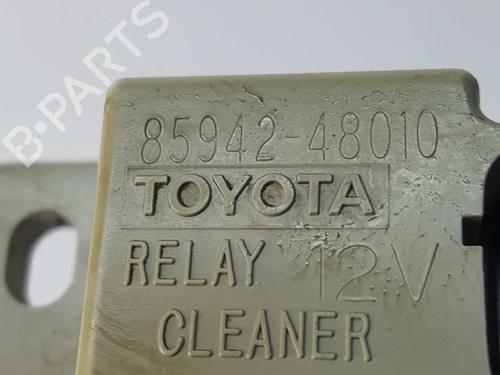 B-PARTS
85942-48010
TOYOTA
RELAY 12V
CLEANER